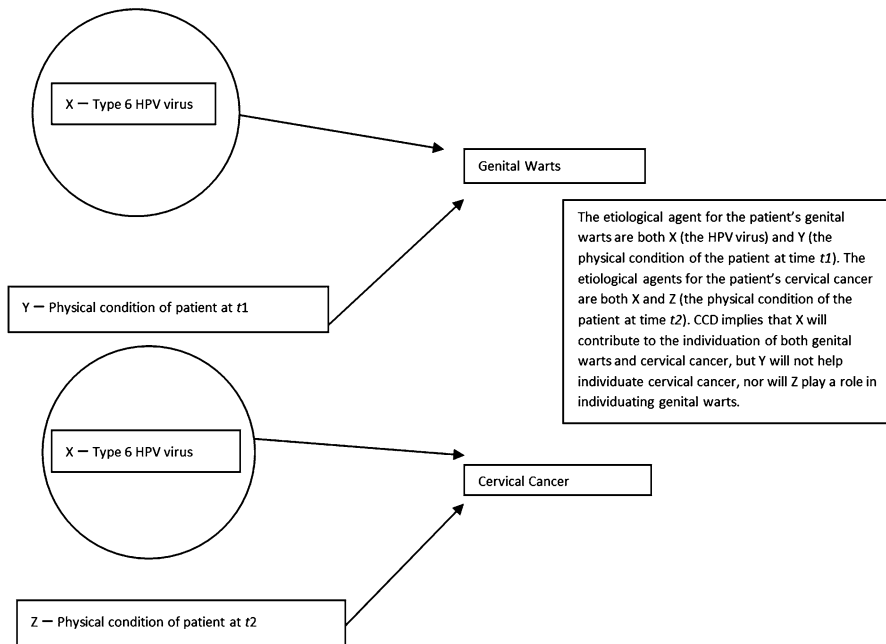 X – Type 6 HPV virus
Genital Warts
Y – Physical condition of patient at t1
The etiological agent for the patient's genital
warts are both X (the HPV virus) and Y (the
physical condition of the patient at time t1). The
etiological agents for the patient's cervical cancer
are both X and Z (the physical condition of the
patient at time t2). CCD implies that X will
contribute to the individuation of both genital
warts and cervical cancer, but Y will not help
individuate cervical cancer, nor will Z play a role in
individuating genital warts.
X – Type 6 HPV virus
Cervical Cancer
Z – Physical condition of patient at t2